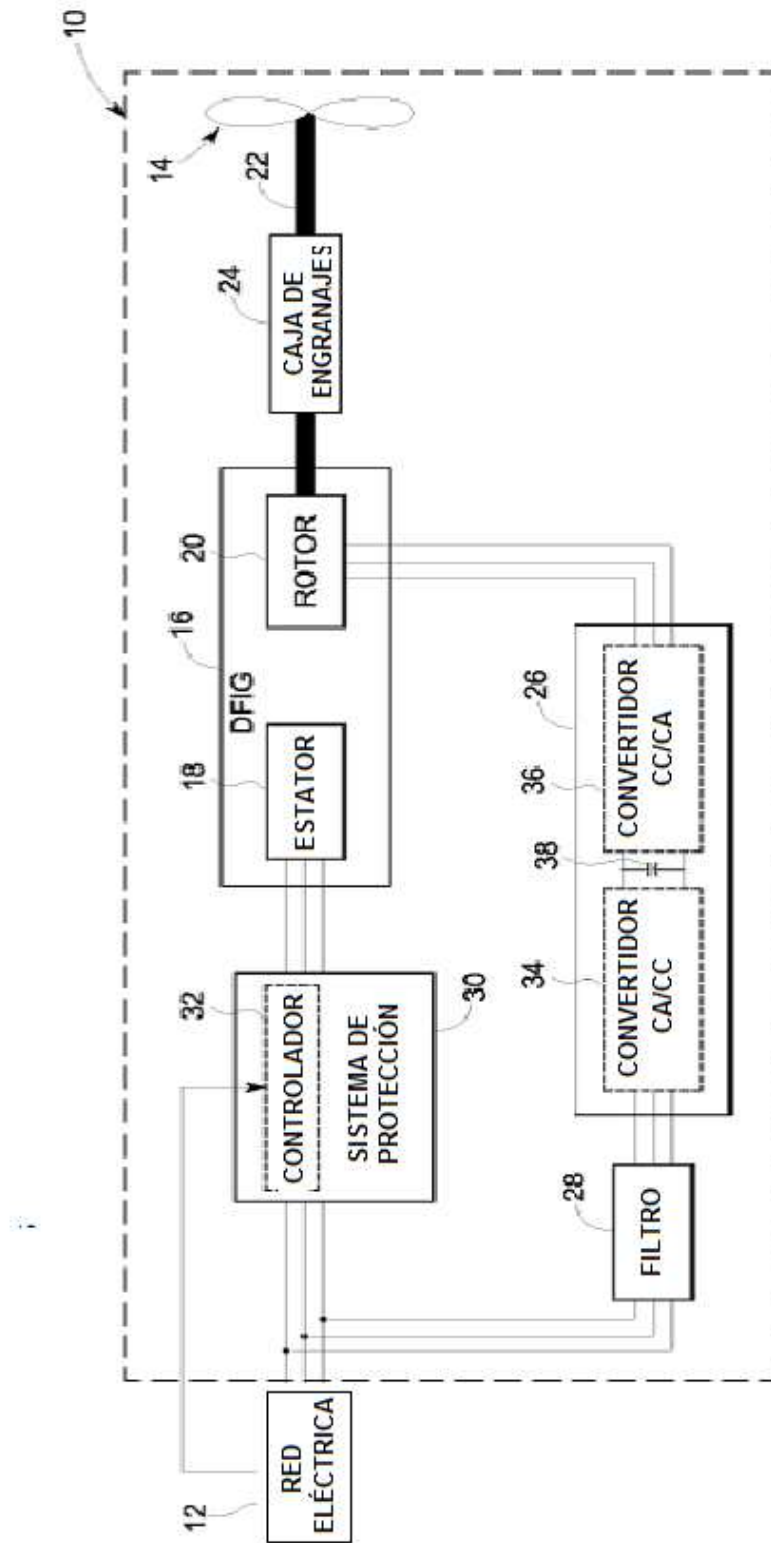 10
14
22
24
CAJA DE
ENGRANAJES
20
ROTOR
16
DFIG
18
ESTATOR
32
CONTROLADOR
30
SISTEMA DE
PROTECCIÓN
12
RED
ELÉCTRICA
26
36
CONVERTIDOR
CC/CA
38
34
CONVERTIDOR
CA/CC
28
FILTRO